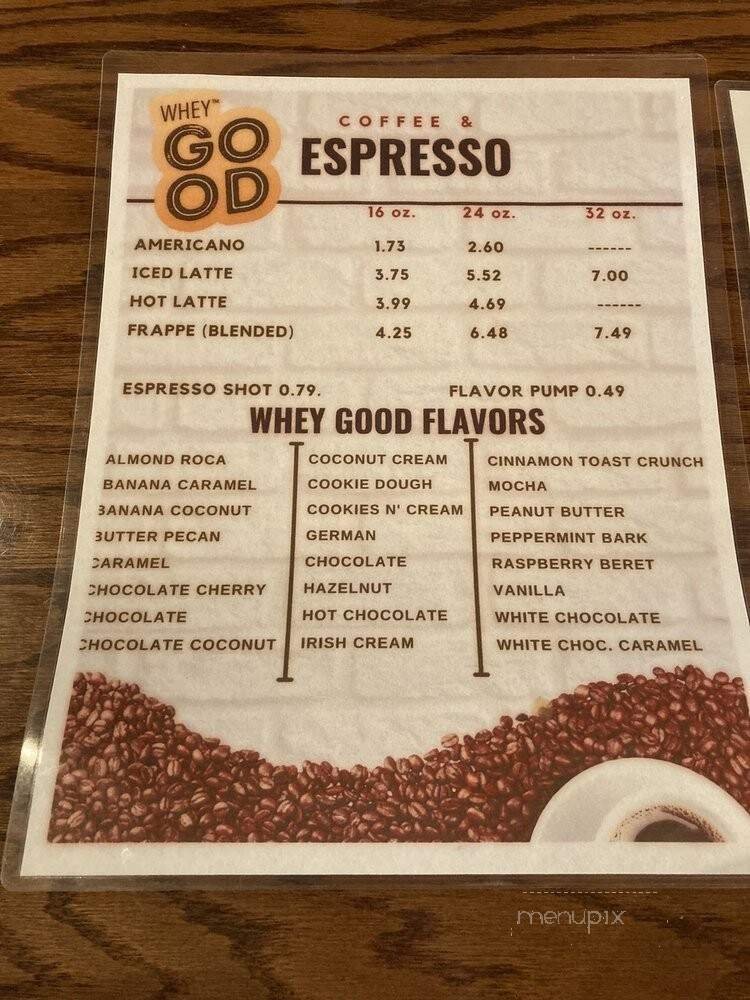 WHEY™
GO
OD
COFFEE &
ESPRESSO
16 oz. 24 oz. 32 oz.
AMERICANO 1.73 2.60 ------
ICED LATTE 3.75 5.52 7.00
HOT LATTE 3.99 4.69 ------
FRAPPE (BLENDED) 4.25 6.48 7.49
ESPRESSO SHOT 0.79. FLAVOR PUMP 0.49
WHEY GOOD FLAVORS
ALMOND ROCA
BANANA CARAMEL
BANANA COCONUT
BUTTER PECAN
CARAMEL
CHOCOLATE CHERRY
CHOCOLATE
CHOCOLATE COCONUT
COCONUT CREAM
COOKIE DOUGH
COOKIES N' CREAM
GERMAN
CHOCOLATE
HAZELNUT
HOT CHOCOLATE
IRISH CREAM
CINNAMON TOAST CRUNCH
MOCHA
PEANUT BUTTER
PEPPERMINT BARK
RASPBERRY BERET
VANILLA
WHITE CHOCOLATE
WHITE CHOC. CARAMEL
menupix